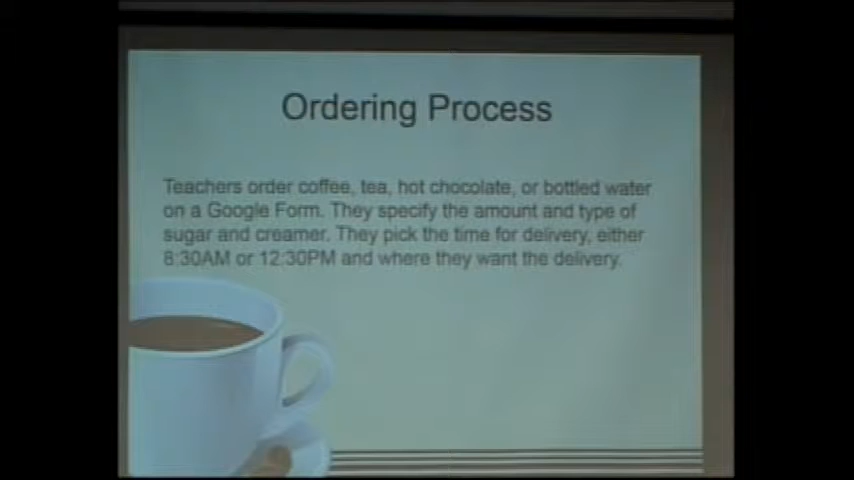 Ordering Process
Teachers order coffee, tea, hot chocolate, or bottled water
on a Google Form. They specify the amount and type of
sugar and creamer. They pick the time for delivery, either
8:30AM or 12:30PM and where they want the delivery.